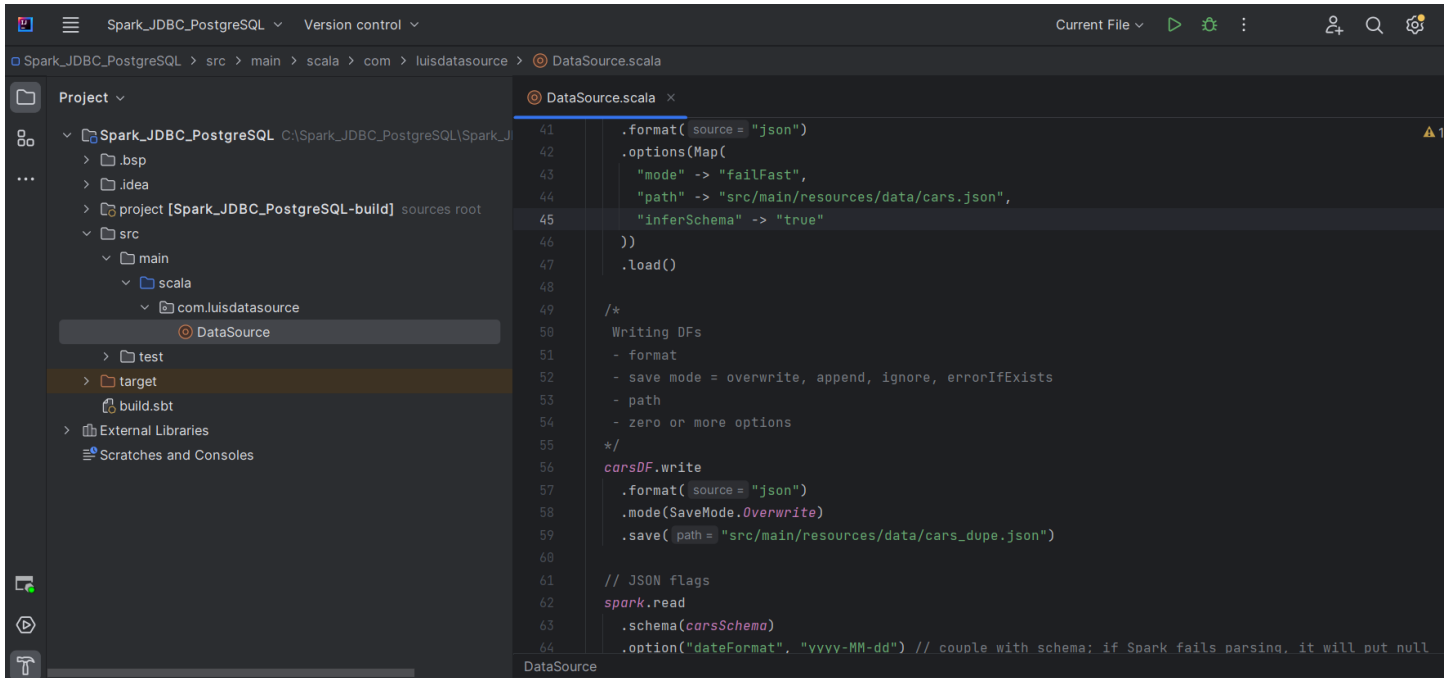 Spark_JDBC_PostgreSQL Version control Current File
Spark_JDBC_PostgreSQL > src > main > scala > com > luisdatasource > DataSource.scala
Project
DataSource.scala
Spark_JDBC_PostgreSQL C:\Spark_JDBC_PostgreSQL\Spark_J
.bsp
.idea
project [Spark_JDBC_PostgreSQL-build] sources root
src
main
scala
com.luisdatasource
DataSource
test
target
build.sbt
External Libraries
Scratches and Consoles
1
41 .format( source = "json")
42 .options(Map(
43 "mode" -> "failFast",
44 "path" -> "src/main/resources/data/cars.json",
45 "inferSchema" -> "true"
46 ))
47 .load()
48
49 /*
50 Writing DFs
51 - format
52 - save mode = overwrite, append, ignore, errorIfExists
53 - path
54 - zero or more options
55 */
56 carsDF.write
57 .format( source = "json")
58 .mode(SaveMode.Overwrite)
59 .save( path = "src/main/resources/data/cars_dupe.json")
60
61 // JSON flags
62 spark.read
63 .schema(carsSchema)
64 .option("dateFormat", "yyyy-MM-dd") // couple with schema; if Spark fails parsing, it will put null
DataSource